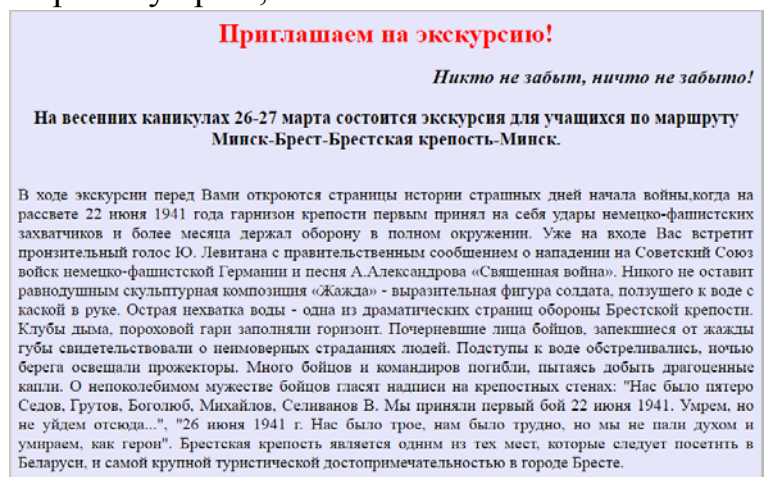 Приглашаем на экскурсию!
Никто не забыт, ничто не забыто!
На весенних каникулах 26-27 марта состоится экскурсия для учащихся по маршруту
Минск-Брест-Брестская крепость-Минск.
В ходе экскурсии перед Вами откроются страницы истории страшных дней начала войны,когда на
рассвете 22 июня 1941 года гарнизон крепости первым принял на себя удары немецко-фашистских
захватчиков и более месяца держал оборону в полном окружении. Уже на входе Вас встретит
пронзительный голос Ю. Левитана с правительственным сообщением о нападении на Советский Союз
войск немецко-фашистской Германии и песня А.Александрова «Священная война». Никого не оставит
равнодушным скульптурная композиция «Жажда» - выразительная фигура солдата, ползущего к воде с
каской в руке. Острая нехватка воды - одна из драматических страниц обороны Брестской крепости.
Клубы дыма, пороховой гари заполняли горизонт. Почерневшие лица бойцов, запекшиеся от жажды
губы свидетельствовали о неимоверных страданиях людей. Подступы к воде обстреливались, ночью
берега освещали прожекторы. Много бойцов и командиров погибли, пытаясь добыть драгоценные
капли. О непоколебимом мужестве бойцов гласят надписи на крепостных стенах: "Нас было пятеро
Седов, Грутов, Боголюб, Михайлов, Селиванов В. Мы приняли первый бой 22 июня 1941. Умрем, но
не уйдем отсюда...", "26 июня 1941 г. Нас было трое, нам было трудно, но мы не пали духом и
умираем, как герои". Брестская крепость является одним из тех мест, которые следует посетить в
Беларуси, и самой крупной туристической достопримечательностью в городе Бресте.